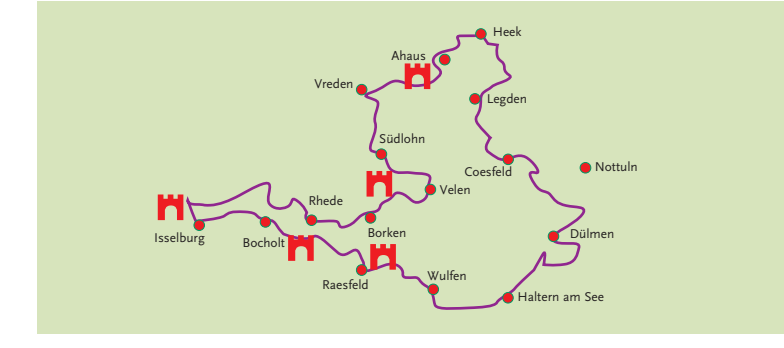 Heek
Ahaus
Vreden
Legden
Südlohn
Coesfeld
Nottuln
Velen
Rhede
Borken
Isselburg
Bocholt
Dülmen
Raesfeld
Wulfen
Haltern am See